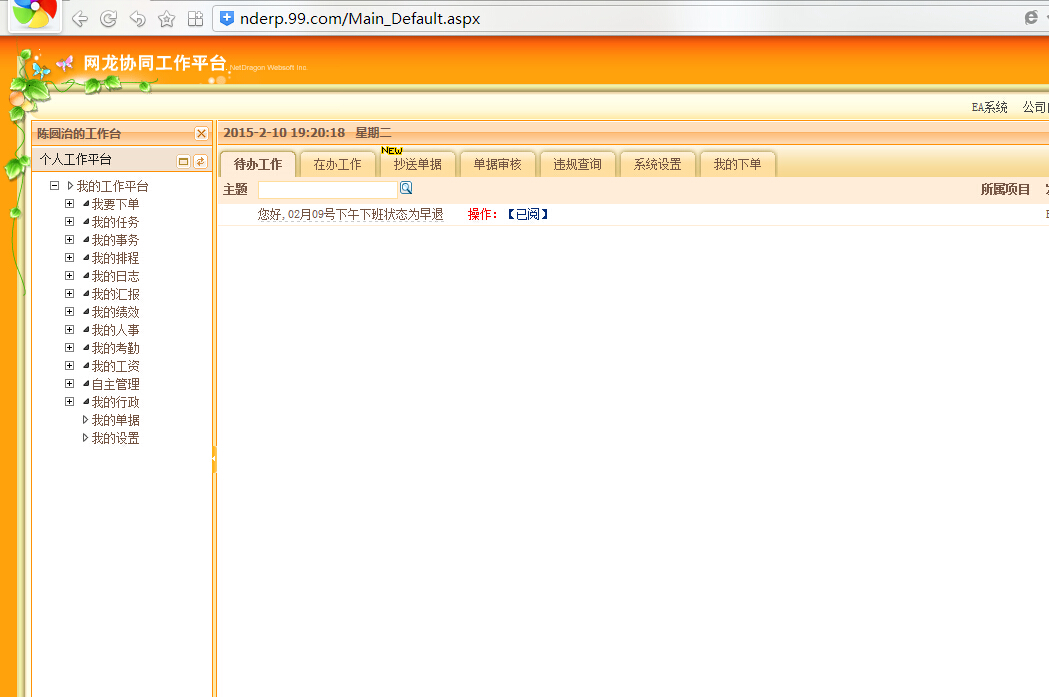 nderp.99.com/Main_Default.aspx
网龙协同工作平台 NetDragon Websoft Inc.
EA系统 公司
陈回治的工作台
2015-2-10 19:20:18 星期二
个人工作平台
NEW
待办工作 在办工作 抄送单据 单据审核 违规查询 系统设置 我的下单
主题 所属项目
您好,02月09号下午下班状态为早退 操作:【已阅】
我的工作平台
我要下单
我的任务
我的事务
我的排程
我的日志
我的汇报
我的绩效
我的人事
我的考勤
我的工资
自主管理
我的行政
我的单据
我的设置